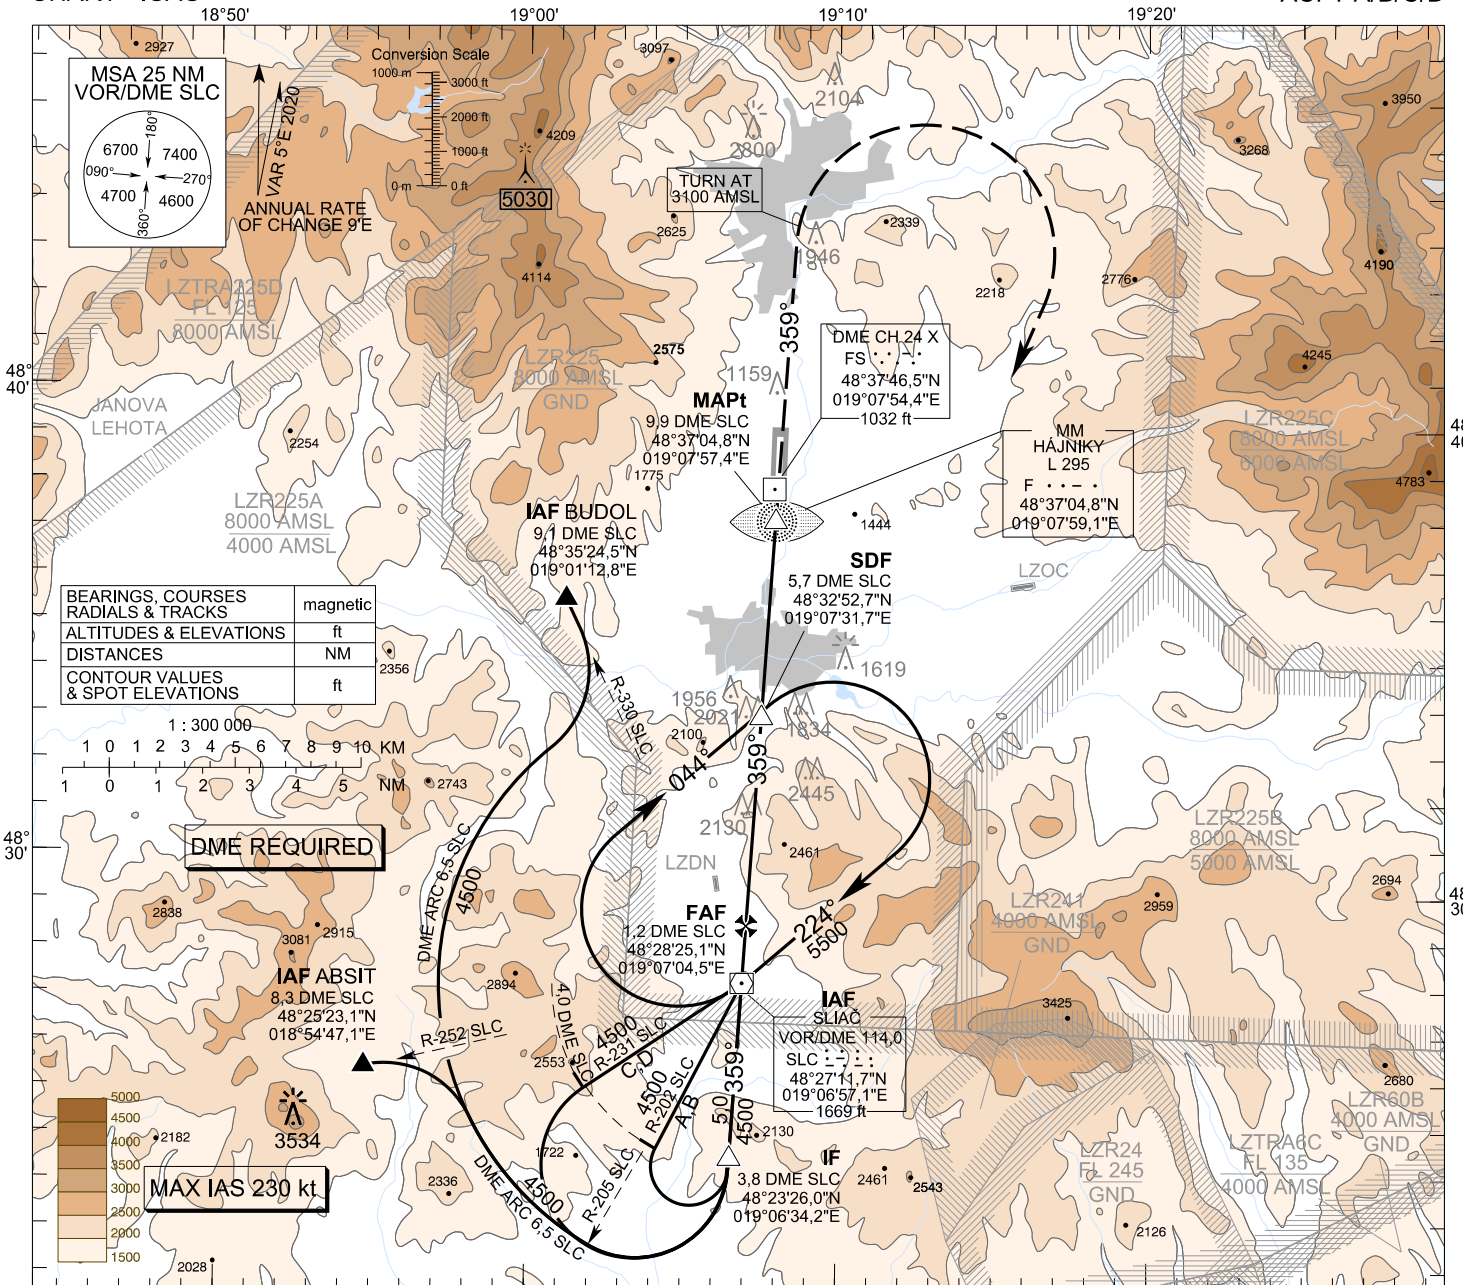 18°50'
19°00'
19°10'
19°20'
2927
MSA 25 NM
VOR/DME SLC
180°
6700
7400
090°
270°
4700
4600
360°
VAR 5°E 2020
ANNUAL RATE
OF CHANGE 9'E
Conversion Scale
1000 m
3000 ft
2000 ft
1000 ft
0 m
0 ft
3097
4209
5030
2104
2800
TURN AT
3100 AMSL
3950
3268
2625
1946
2339
4114
2218
2776
4190
LZTRA225D
FL 125
8000 AMSL
48°
40'
JANOVA
LEHOTA
2254
LZR225
8000 AMSL
GND
2575
359°
DME CH 24 X
FS
48°37'46,5"N
019°07'54,4"E
1032 ft
4245
1159
MAPt
9,9 DME SLC
48°37'04,8"N
019°07'57,4"E
1775
MM
HÁJNIKY
L 295
F
48°37'04,8"N
019°07'59,1"E
LZR225C
8000 AMSL
6000 AMSL
4783
LZR225A
8000 AMSL
4000 AMSL
IAF BUDOL
9,1 DME SLC
48°35'24,5"N
019°01'12,8"E
1444
SDF
5,7 DME SLC
48°32'52,7"N
019°07'31,7"E
LZOC
BEARINGS, COURSES
RADIALS & TRACKS
magnetic
ALTITUDES & ELEVATIONS
ft
DISTANCES
NM
CONTOUR VALUES
& SPOT ELEVATIONS
ft
2356
1 : 300 000
1 0 1 2 3 4 5 6 7 8 9 10 KM
1 0 1 2 3 4 5 NM
2743
R-330 SLC
1956
2021
2100
1619
1834
044°
359°
2445
2130
2461
48°
30'
DME REQUIRED
DME ARC 6,5 SLC
4500
LZDN
LZR225B
8000 AMSL
5000 AMSL
2694
2959
LZR241
4000 AMSL
GND
2838
2915
3081
FAF
1,2 DME SLC
48°28'25,1"N
019°07'04,5"E
224°
5500
IAF ABSIT
8,3 DME SLC
48°25'23,1"N
018°54'47,1"E
2894
3425
R-252 SLC
4,0 DME SLC
2553
4500
R-231 SLC
C,D
4500
R-202 SLC
A,B
5,0 359°
4500
IAF
SLIAČ
VOR/DME 114,0
SLC
48°27'11,7"N
019°06'57,1"E
1669 ft
2680
LZR60B
4000 AMSL
GND
5000
4500
4000
3500
3000
2500
2000
1500
3534
2182
MAX IAS 230 kt
2336
1722
4500
DME ARC 6,5 SLC
R-205 SLC
2130
IF
3,8 DME SLC
48°23'26,0"N
019°06'34,2"E
2461
2543
LZR24
FL 245
GND
LZTRA6C
FL 135
4000 AMSL
2126
2028